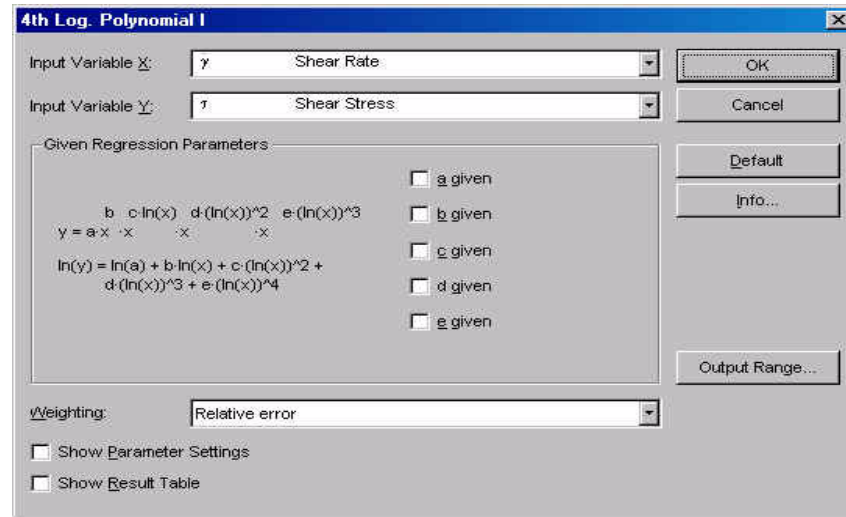 4th Log. Polynomial I
Input Variable X: γ Shear Rate
OK
Input Variable Y: τ Shear Stress
Cancel
Given Regression Parameters
Default
Info...
a given
b given
c given
d given
e given
b c·ln(x) d·(ln(x))^2 e·(ln(x))^3
y = a·x ·x ·x ·x
ln(y) = ln(a) + b·ln(x) + c·(ln(x))^2 +
d·(ln(x))^3 + e·(ln(x))^4
Output Range...
Weighting: Relative error
Show Parameter Settings
Show Result Table